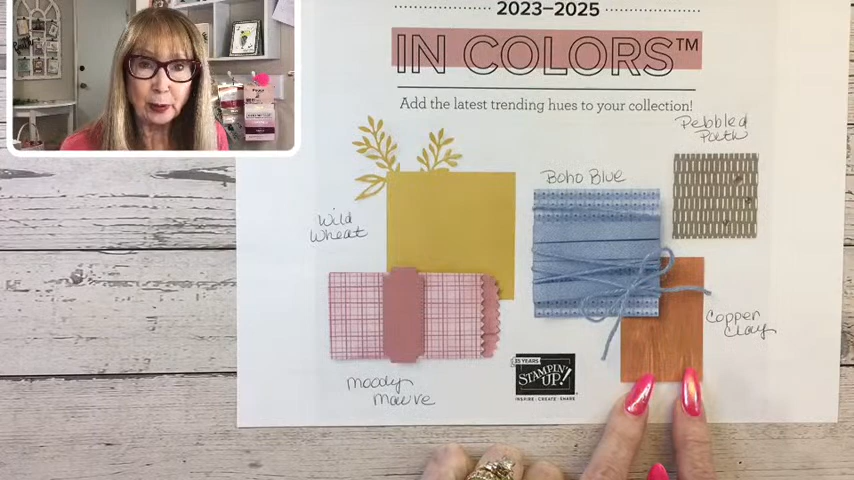 2023–2025
IN COLORS™
Add the latest trending hues to your collection!
Pebbled
Path
Boho Blue
Wild
Wheat
Copper
Clay
Moody
Mauve
35 YEARS
STAMPIN' UP!
INSPIRE · CREATE · SHARE